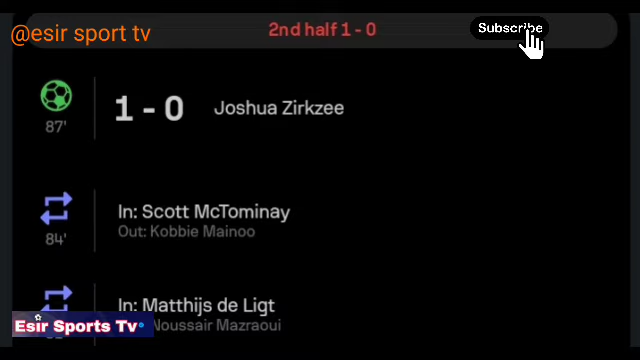 @esir sport tv
2nd half 1 - 0
Subscribe
1 - 0 Joshua Zirkzee
87'
In: Scott McTominay
84' Out: Kobbie Mainoo
In: Matthijs de Ligt
Noussair Mazraoui
Esir Sports Tv